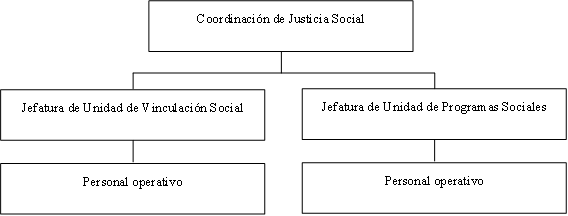 Coordinación de Justicia Social
Jefatura de Unidad de Vinculación Social
Jefatura de Unidad de Programas Sociales
Personal operativo
Personal operativo